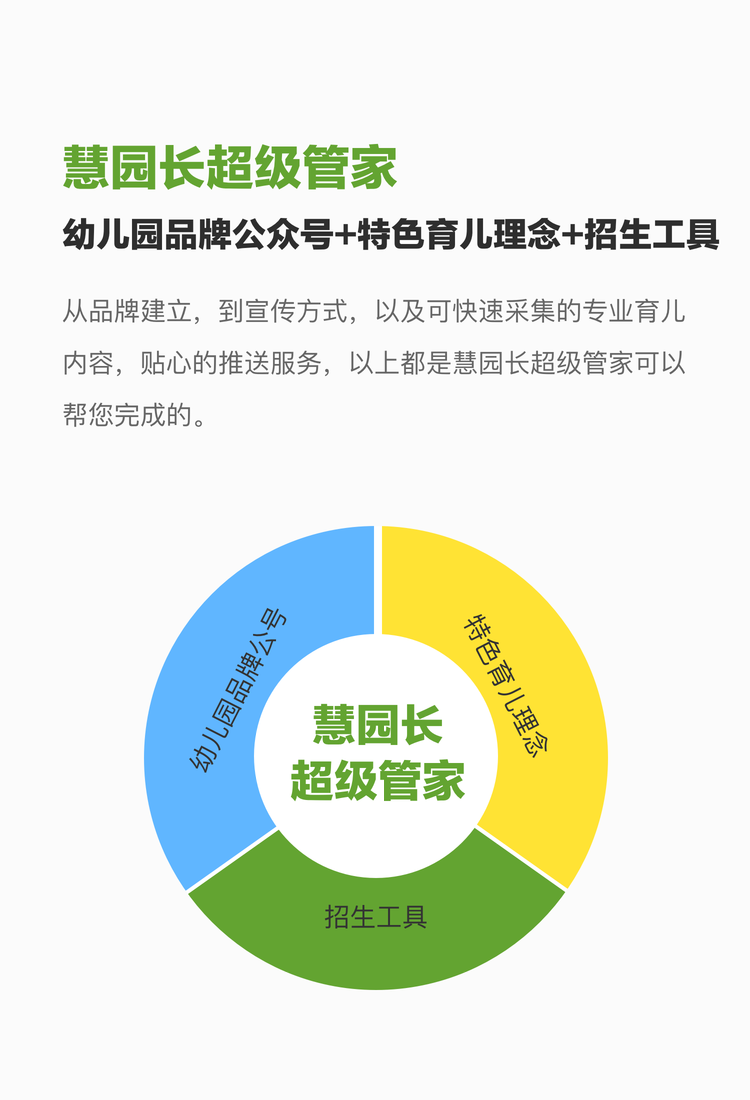 慧园长超级管家
幼儿园品牌公众号+特色育儿理念+招生工具
从品牌建立，到宣传方式，以及可快速采集的专业育儿
内容，贴心的推送服务，以上都是慧园长超级管家可以
帮您完成的。
幼儿园品牌公号
特色育儿理念
慧园长
超级管家
招生工具